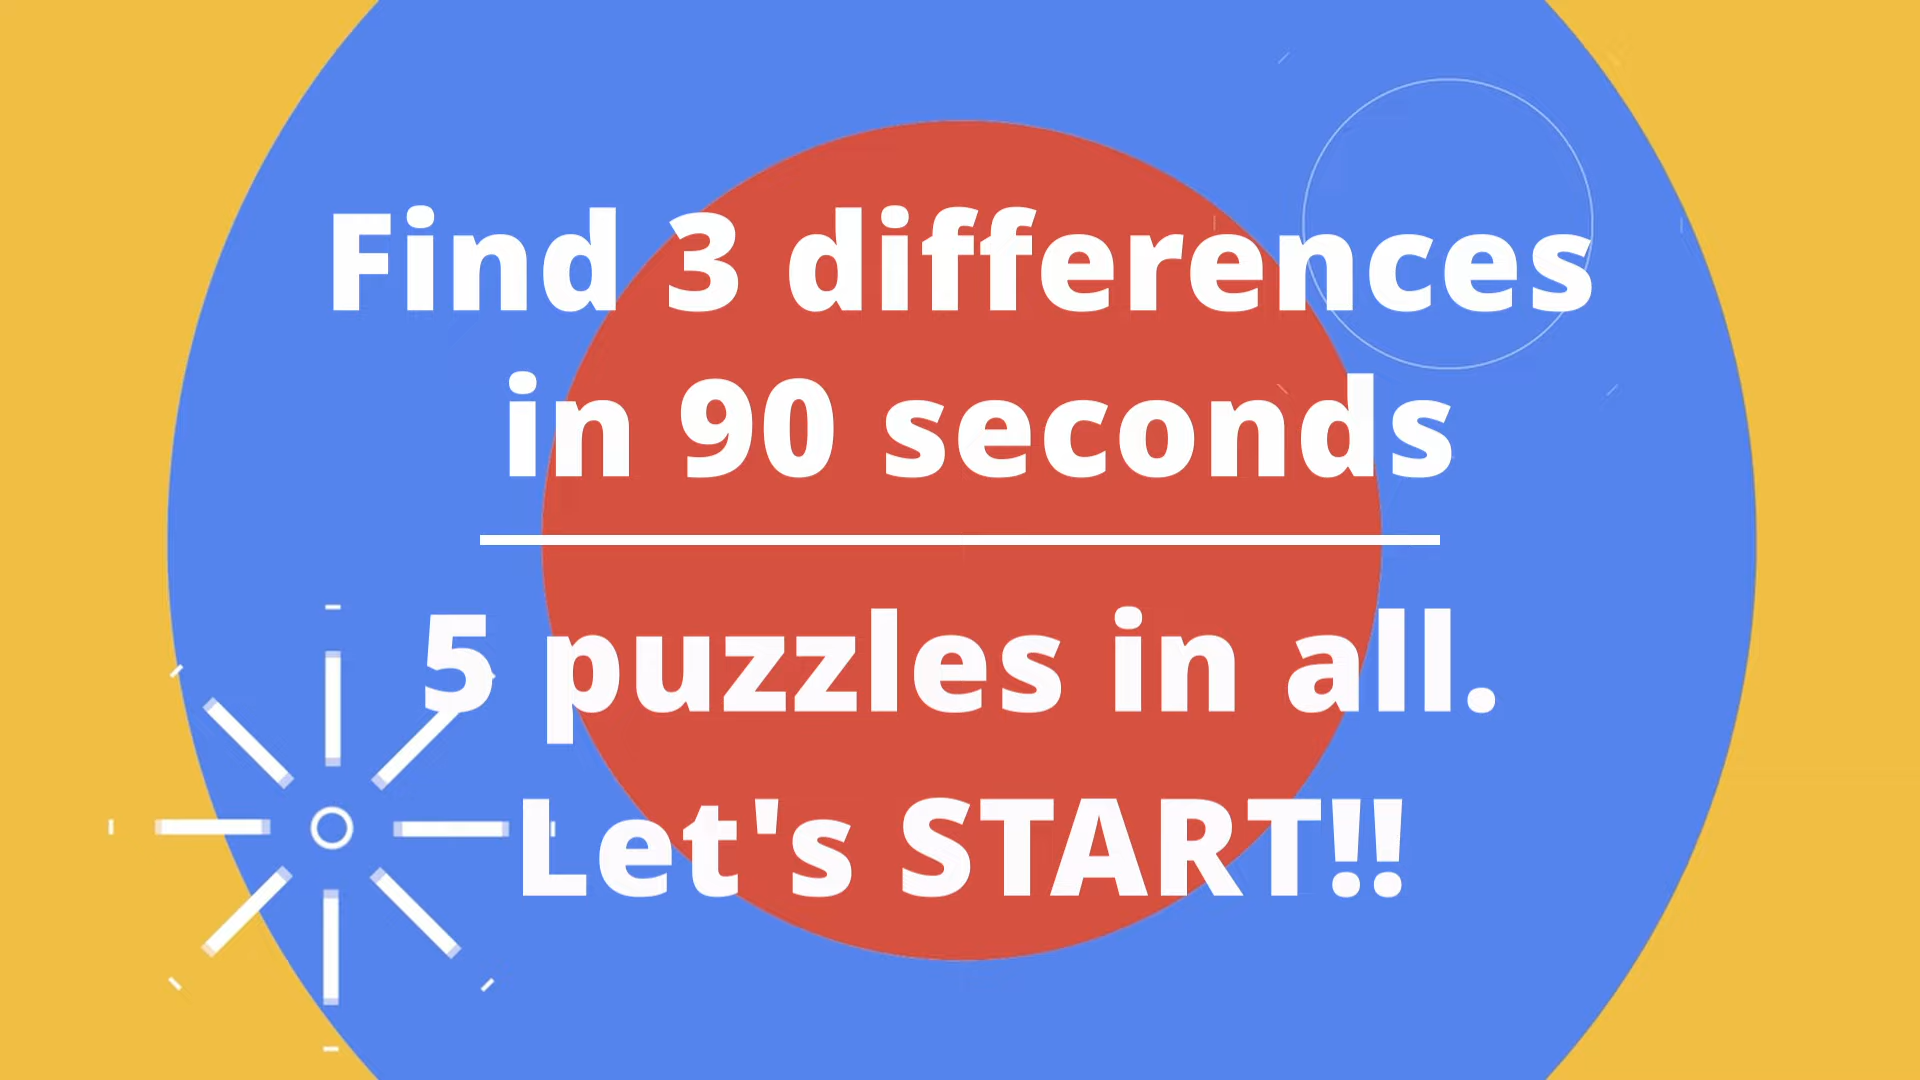 Find 3 differences
in 90 seconds
5 puzzles in all.
Let's START!!